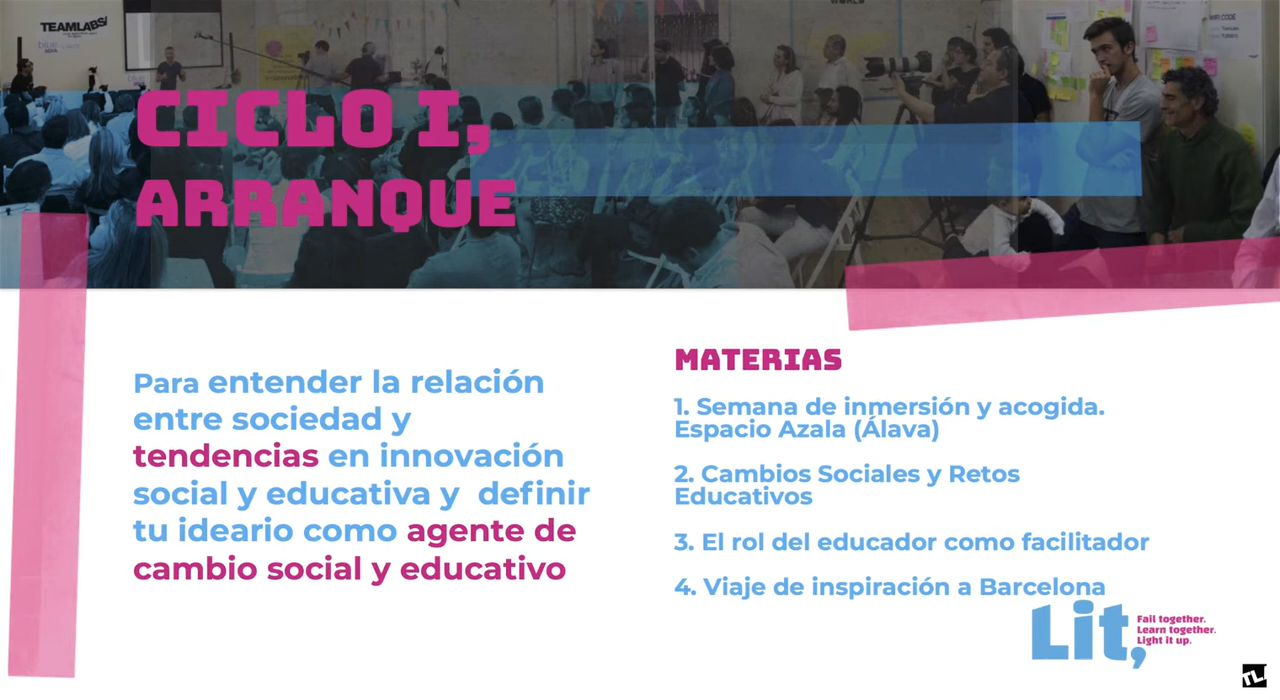 TEAMLABS/
CICLO I,
ARRANQUE
Para entender la relación
entre sociedad y
tendencias en innovación
social y educativa y definir
tu ideario como agente de
cambio social y educativo
MATERIAS
1. Semana de inmersión y acogida.
Espacio Azala (Álava)
2. Cambios Sociales y Retos
Educativos
3. El rol del educador como facilitador
4. Viaje de inspiración a Barcelona
Lit,
Fail together.
Learn together.
Light it up.
TL/